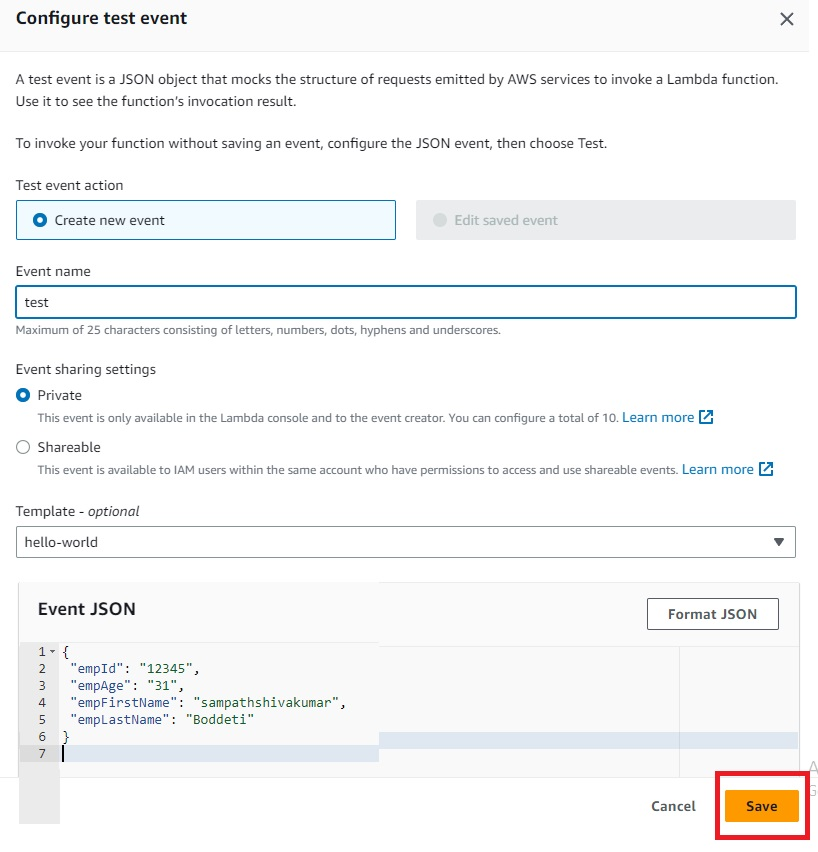 Configure test event
A test event is a JSON object that mocks the structure of requests emitted by AWS services to invoke a Lambda function.
Use it to see the function's invocation result.
To invoke your function without saving an event, configure the JSON event, then choose Test.
Test event action
Create new event
Edit saved event
Event name
test
Maximum of 25 characters consisting of letters, numbers, dots, hyphens and underscores.
Event sharing settings
Private
This event is only available in the Lambda console and to the event creator. You can configure a total of 10. Learn more
Shareable
This event is available to IAM users within the same account who have permissions to access and use shareable events. Learn more
Template - optional
hello-world
Event JSON
Format JSON
1 {
2 "empId": "12345",
3 "empAge": "31",
4 "empFirstName": "sampathshivakumar",
5 "empLastName": "Boddeti"
6 }
7
Cancel
Save